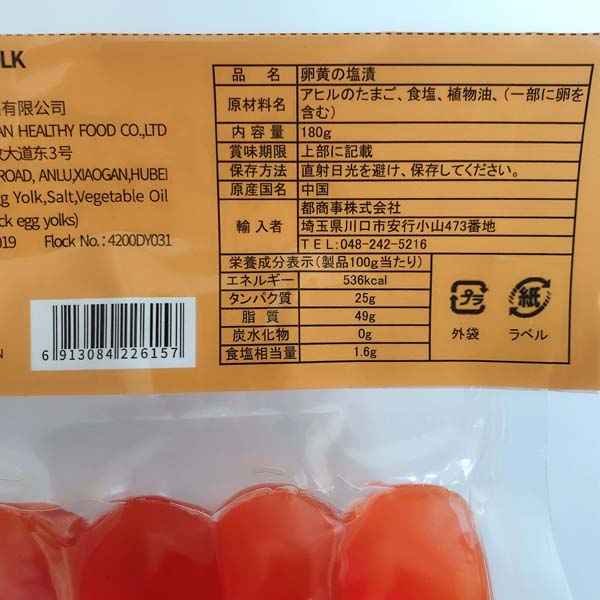 LK
有限公司
AN HEALTHY FOOD CO.,LTD
大道东3号
ROAD, ANLU,XIAOGAN,HUBEI
gg Yolk,Salt,Vegetable Oil
ck egg yolks)
019 Flock No.:4200DY031
N
6 913084 226157
品名 卵黄の塩漬
原材料名 アヒルのたまご、食塩、植物油、(一部に卵を
含む)
内容量 180g
賞味期限 上部に記載
保存方法 直射日光を避け、保存してください。
原産国名 中国
輸入者 都商事株式会社
埼玉県川口市安行小山473番地
TEL:048-242-5216
栄養成分表示(製品100g当たり)
エネルギー 536kcal
タンパク質 25g
脂質 49g
炭水化物 0g
食塩相当量 1.6g
プラ
外袋
紙
ラベル